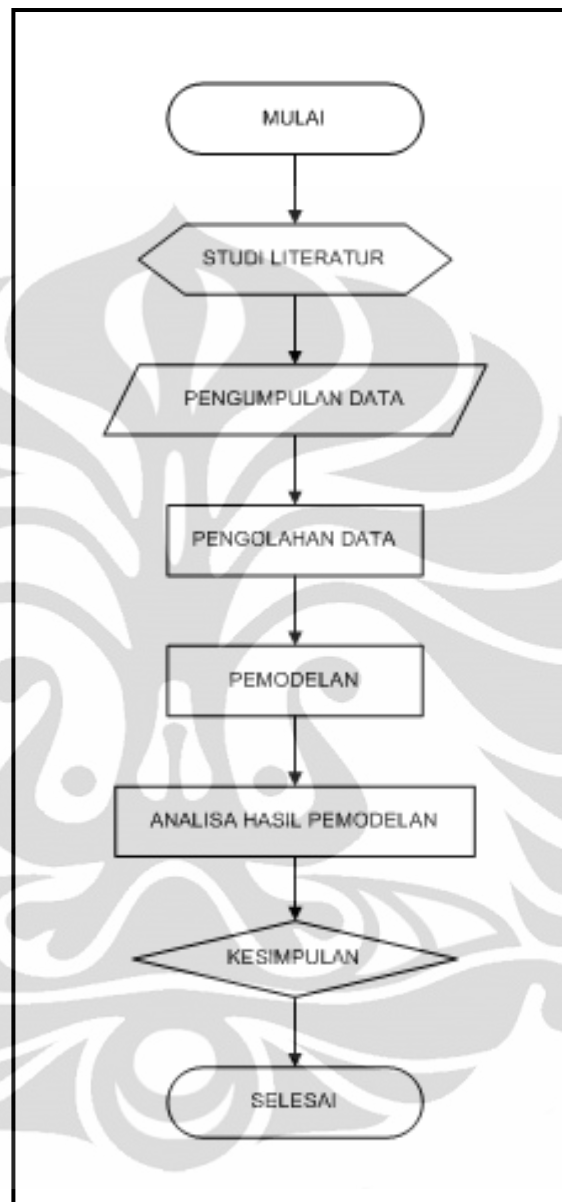 MULAI
STUDI LITERATUR
PENGUMPULAN DATA
PENGOLAHAN DATA
PEMODELAN
ANALISA HASIL PEMODELAN
KESIMPULAN
SELESAI